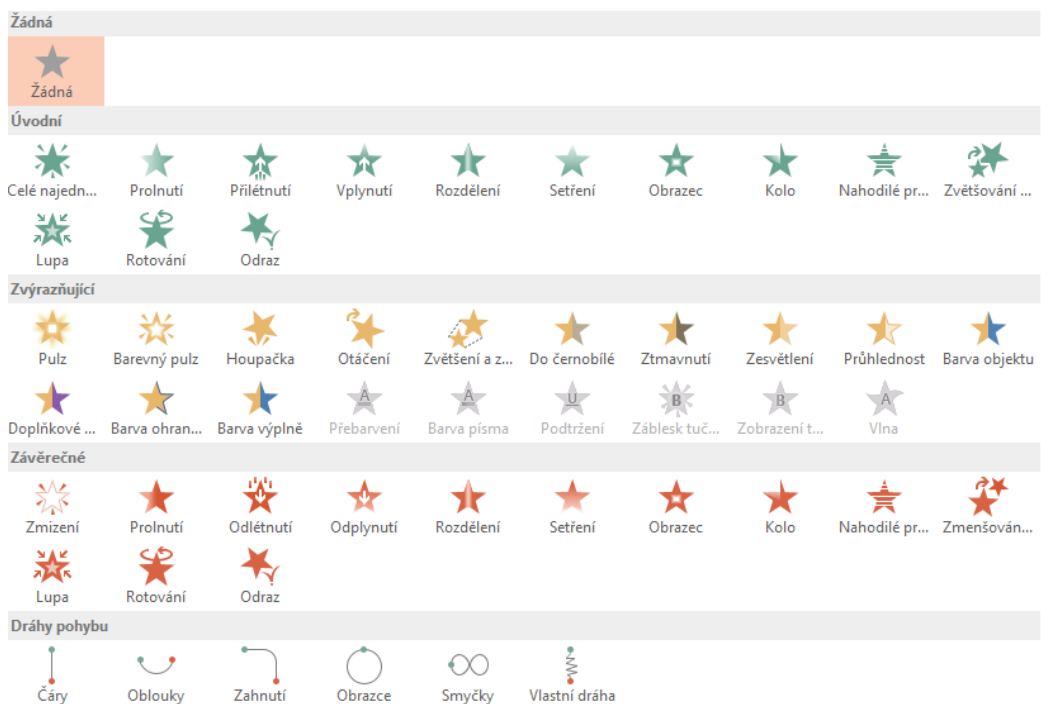 Žádná
Žádná
Úvodní
Celé najedn... Prolnutí Přilétnutí Vplynutí Rozdělení Setření Obrazec Kolo Nahodilé pr... Zvětšování ...
Lupa Rotování Odraz
Zvýrazňující
Pulz Barevný pulz Houpačka Otáčení Zvětšení a z... Do černobílé Ztmavnutí Zesvětlení Průhlednost Barva objektu
Doplňkové ... Barva ohran... Barva výplně Přebarvení Barva písma Podtržení Záblesk tuč... Zobrazení t... Vlna
Závěrečné
Zmizení Prolnutí Odlétnutí Odplynutí Rozdělení Setření Obrazec Kolo Nahodilé pr... Zmenšován...
Lupa Rotování Odraz
Dráhy pohybu
Čáry Oblouky Zahnutí Obrazce Smyčky Vlastní dráha